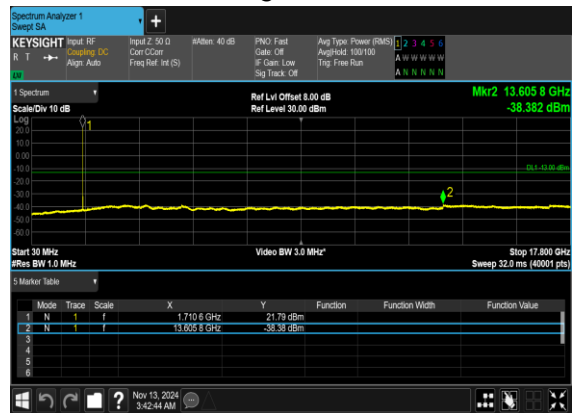 Spectrum Analyzer 1
Swept SA
+
KEYSIGHT Input: RF Input Z: 50 Ω #Atten: 40 dB PNO: Fast Avg Type: Power (RMS) 1 2 3 4 5 6
R T Coupling: DC Corr CCorr Gate: Off Avg|Hold: 100/100 A W W W W W
Align: Auto Freq Ref: Int (S) IF Gain: Low Trig: Free Run
LW Sig Track: Off A N N N N N
1 Spectrum Ref Lvl Offset 8.00 dB Mkr2 13.605 8 GHz
Scale/Div 10 dB Ref Level 30.00 dBm -38.382 dBm
Log
20.0 1
10.0
0.00
-10.0 DL1 -13.00 dBm
-20.0
-30.0 2
-40.0
-50.0
-60.0
Start 30 MHz Video BW 3.0 MHz* Stop 17.800 GHz
#Res BW 1.0 MHz Sweep 32.0 ms (40001 pts)
5 Marker Table
Mode Trace Scale X Y Function Function Width Function Value
1 N 1 f 1.710 6 GHz 21.79 dBm
2 N 1 f 13.605 8 GHz -38.38 dBm
3
4
5
6
? Nov 13, 2024
3:42:44 AM